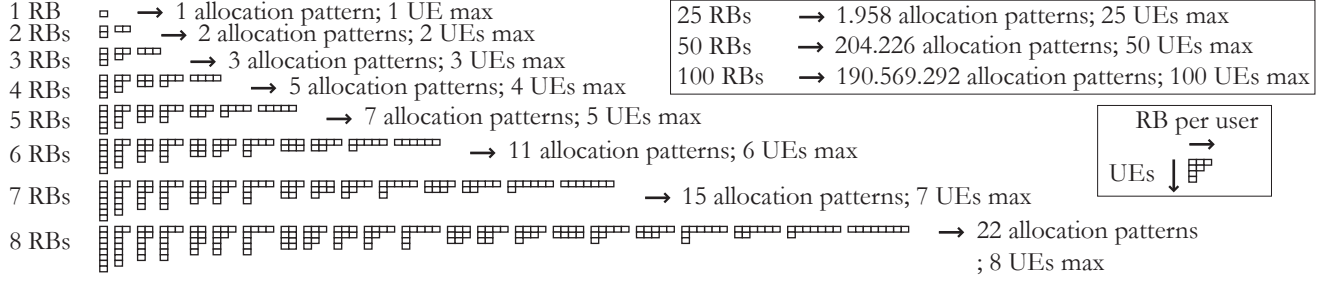 1 RB → 1 allocation pattern; 1 UE max
2 RBs → 2 allocation patterns; 2 UEs max
3 RBs → 3 allocation patterns; 3 UEs max
4 RBs → 5 allocation patterns; 4 UEs max
5 RBs → 7 allocation patterns; 5 UEs max
6 RBs → 11 allocation patterns; 6 UEs max
7 RBs → 15 allocation patterns; 7 UEs max
8 RBs → 22 allocation patterns
; 8 UEs max
25 RBs → 1.958 allocation patterns; 25 UEs max
50 RBs → 204.226 allocation patterns; 50 UEs max
100 RBs → 190.569.292 allocation patterns; 100 UEs max
RB per user
→
UEs ↓